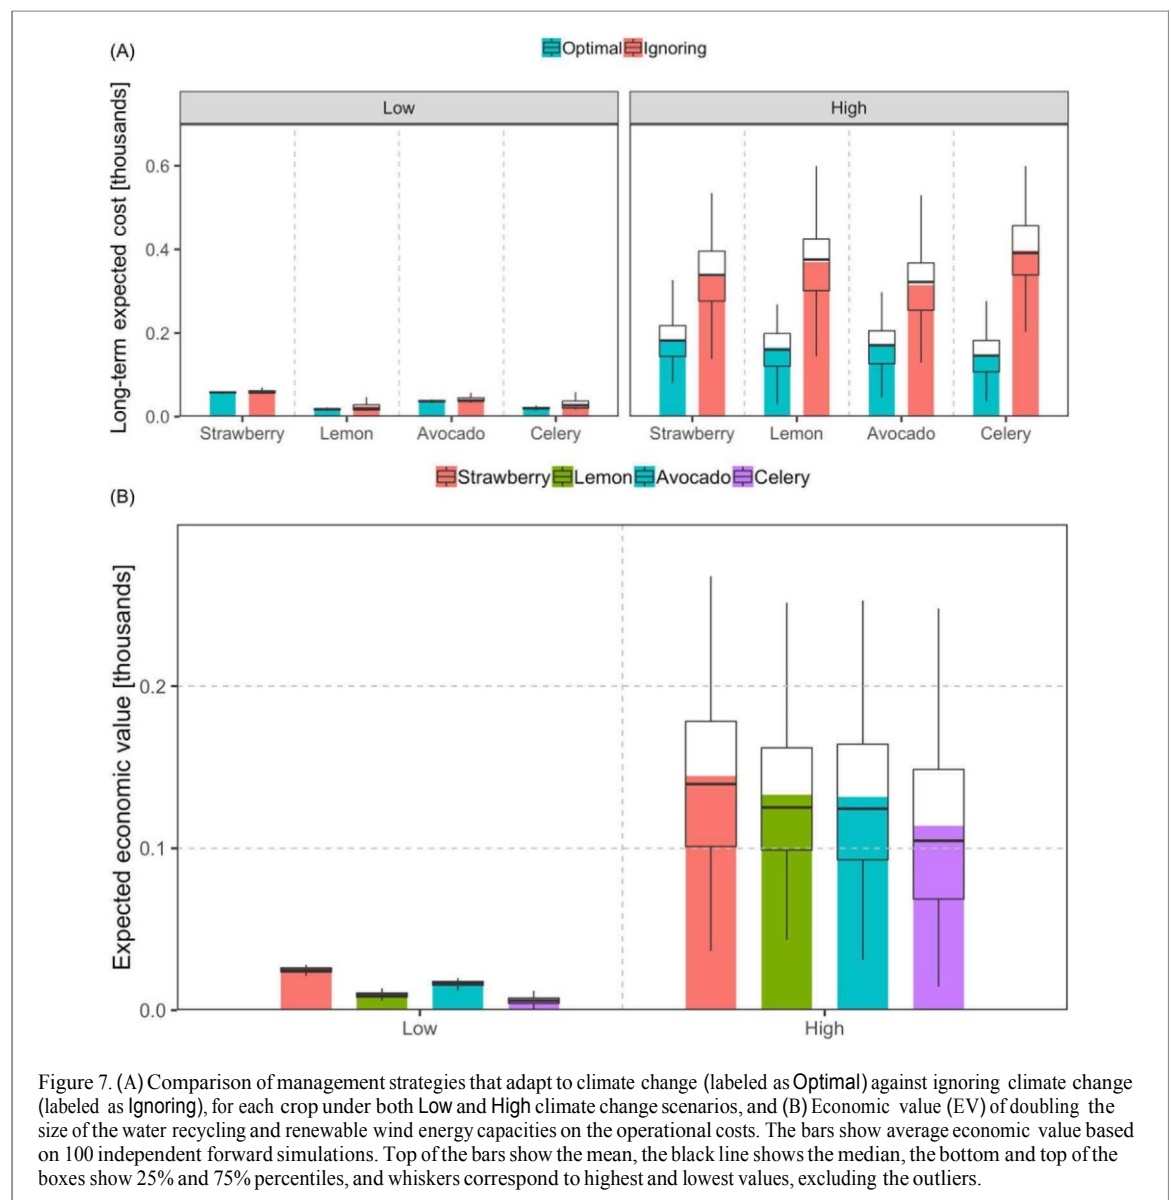 (A)
Optimal Ignoring
Long-term expected cost [thousands]
Low High
0.6
0.4
0.2
0.0
Strawberry Lemon Avocado Celery Strawberry Lemon Avocado Celery
Strawberry Lemon Avocado Celery
(B)
Expected economic value [thousands]
0.2
0.1
0.0
Low High
Figure 7. (A) Comparison of management strategies that adapt to climate change (labeled as Optimal) against ignoring climate change
(labeled as Ignoring), for each crop under both Low and High climate change scenarios, and (B) Economic value (EV) of doubling the
size of the water recycling and renewable wind energy capacities on the operational costs. The bars show average economic value based
on 100 independent forward simulations. Top of the bars show the mean, the black line shows the median, the bottom and top of the
boxes show 25% and 75% percentiles, and whiskers correspond to highest and lowest values, excluding the outliers.